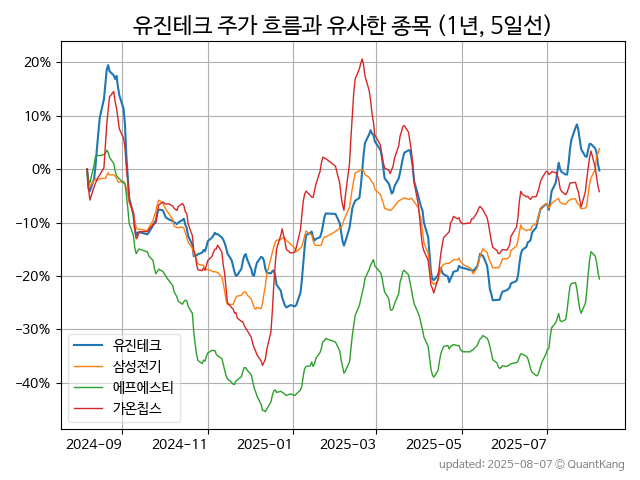 유진테크 주가 흐름과 유사한 종목 (1년, 5일선)
20%
10%
0%
−10%
−20%
−30%
−40%
유진테크
삼성전기
에프에스티
가온칩스
2024-09 2024-11 2025-01 2025-03 2025-05 2025-07
updated: 2025-08-07 © QuantKang